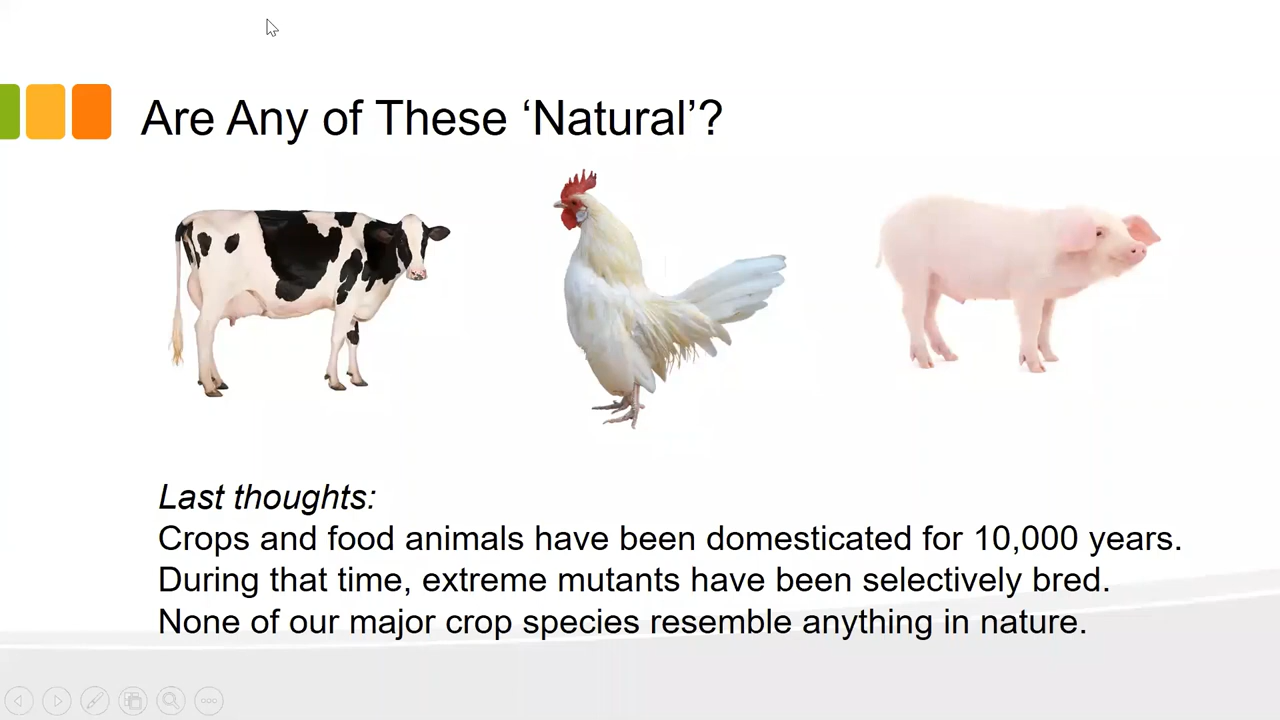 Are Any of These ‘Natural’?
Last thoughts:
Crops and food animals have been domesticated for 10,000 years.
During that time, extreme mutants have been selectively bred.
None of our major crop species resemble anything in nature.